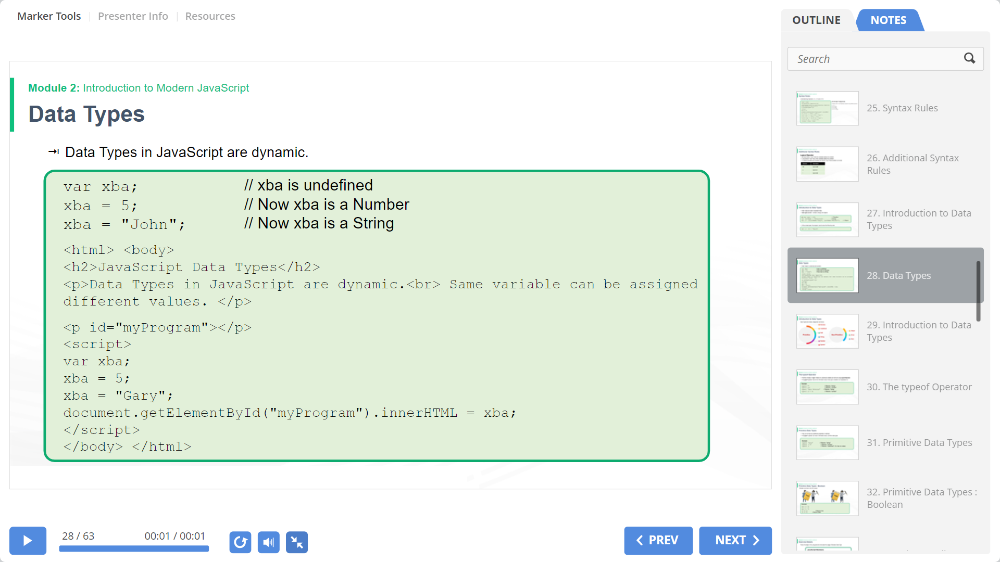 Marker Tools
Presenter Info
Resources
Module 2: Introduction to Modern JavaScript
Data Types
Data Types in JavaScript are dynamic.
var xba; // xba is undefined
xba = 5; // Now xba is a Number
xba = "John"; // Now xba is a String
<html> <body>
<h2>JavaScript Data Types</h2>
<p>Data Types in JavaScript are dynamic.<br> Same variable can be assigned
different values. </p>
<p id="myProgram"></p>
<script>
var xba;
xba = 5;
xba = "Gary";
document.getElementById("myProgram").innerHTML = xba;
</script>
</body> </html>
28 / 63
00:01 / 00:01
PREV
NEXT
OUTLINE
NOTES
Search
25. Syntax Rules
26. Additional Syntax
Rules
27. Introduction to Data
Types
28. Data Types
29. Introduction to Data
Types
30. The typeof Operator
31. Primitive Data Types
32. Primitive Data Types :
Boolean